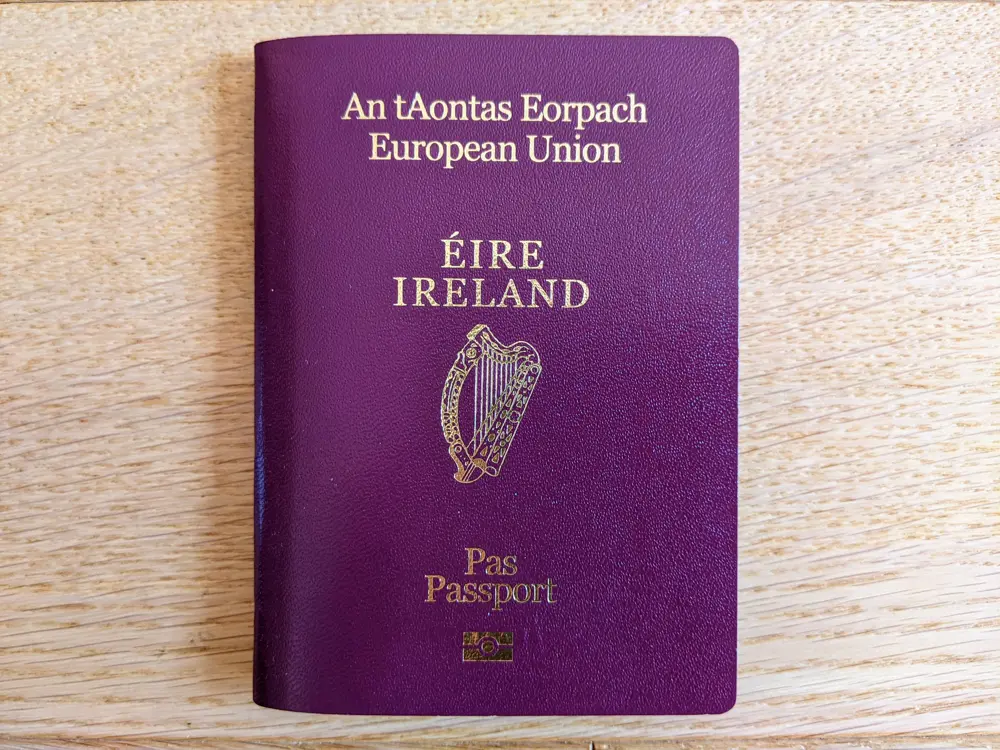 An tAontas Eorpach
European Union
ÉIRE
IRELAND
Pas
Passport